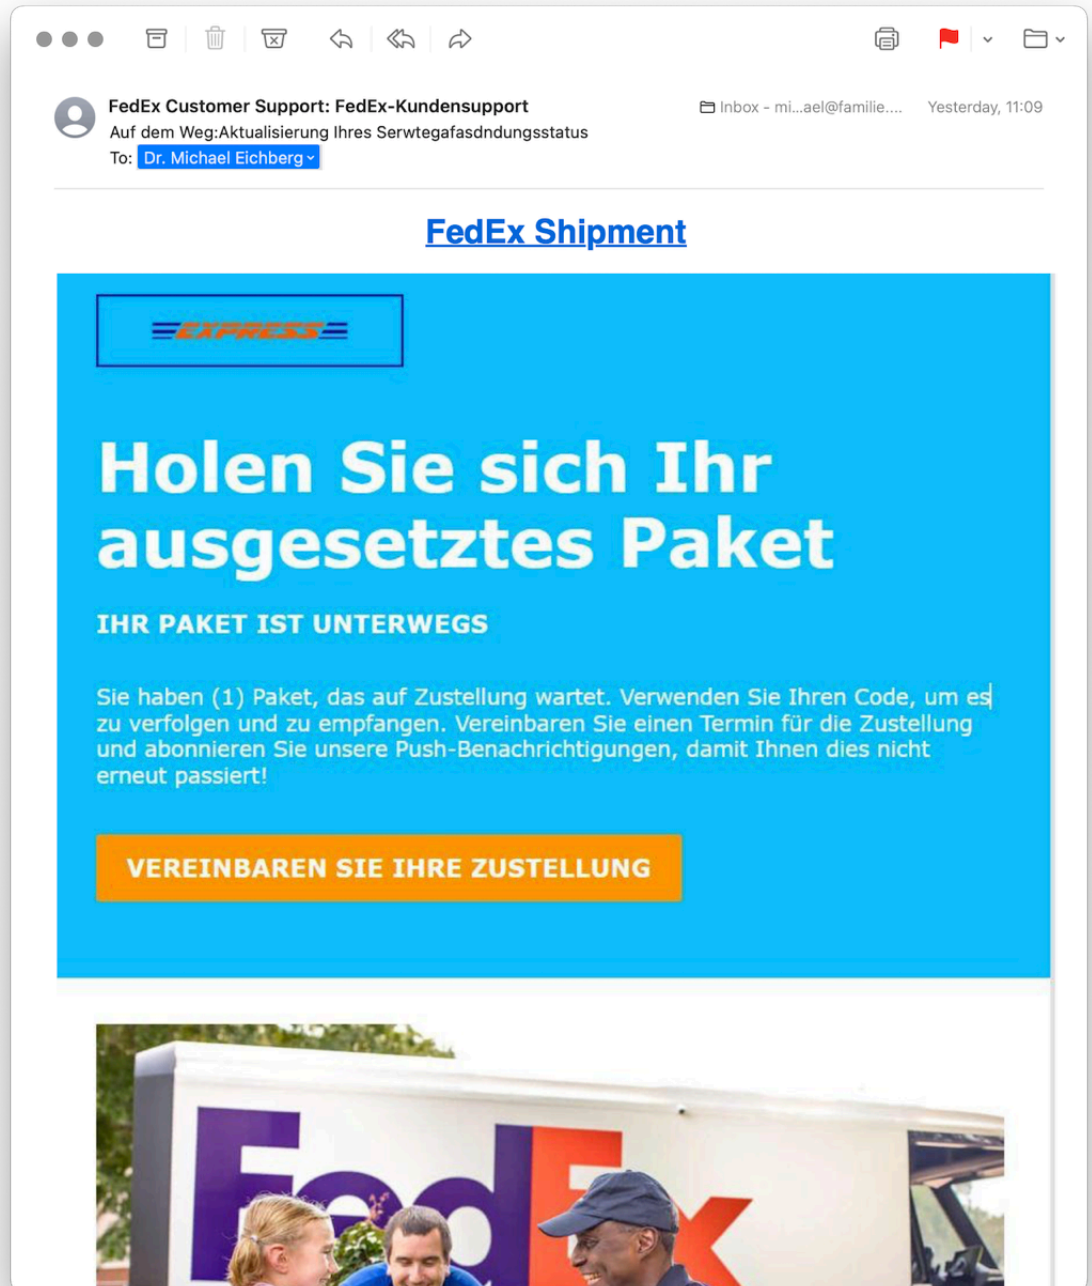 FedEx Customer Support: FedEx-Kundensupport
Inbox - mi...ael@familie....
Yesterday, 11:09
Auf dem Weg:Aktualisierung Ihres Serwtegafasdndungsstatus
To: Dr. Michael Eichberg
FedEx Shipment
EXPRESS
Holen Sie sich Ihr
ausgesetztes Paket
IHR PAKET IST UNTERWEGS
Sie haben (1) Paket, das auf Zustellung wartet. Verwenden Sie Ihren Code, um es
zu verfolgen und zu empfangen. Vereinbaren Sie einen Termin für die Zustellung
und abonnieren Sie unsere Push-Benachrichtigungen, damit Ihnen dies nicht
erneut passiert!
VEREINBAREN SIE IHRE ZUSTELLUNG
FedEx